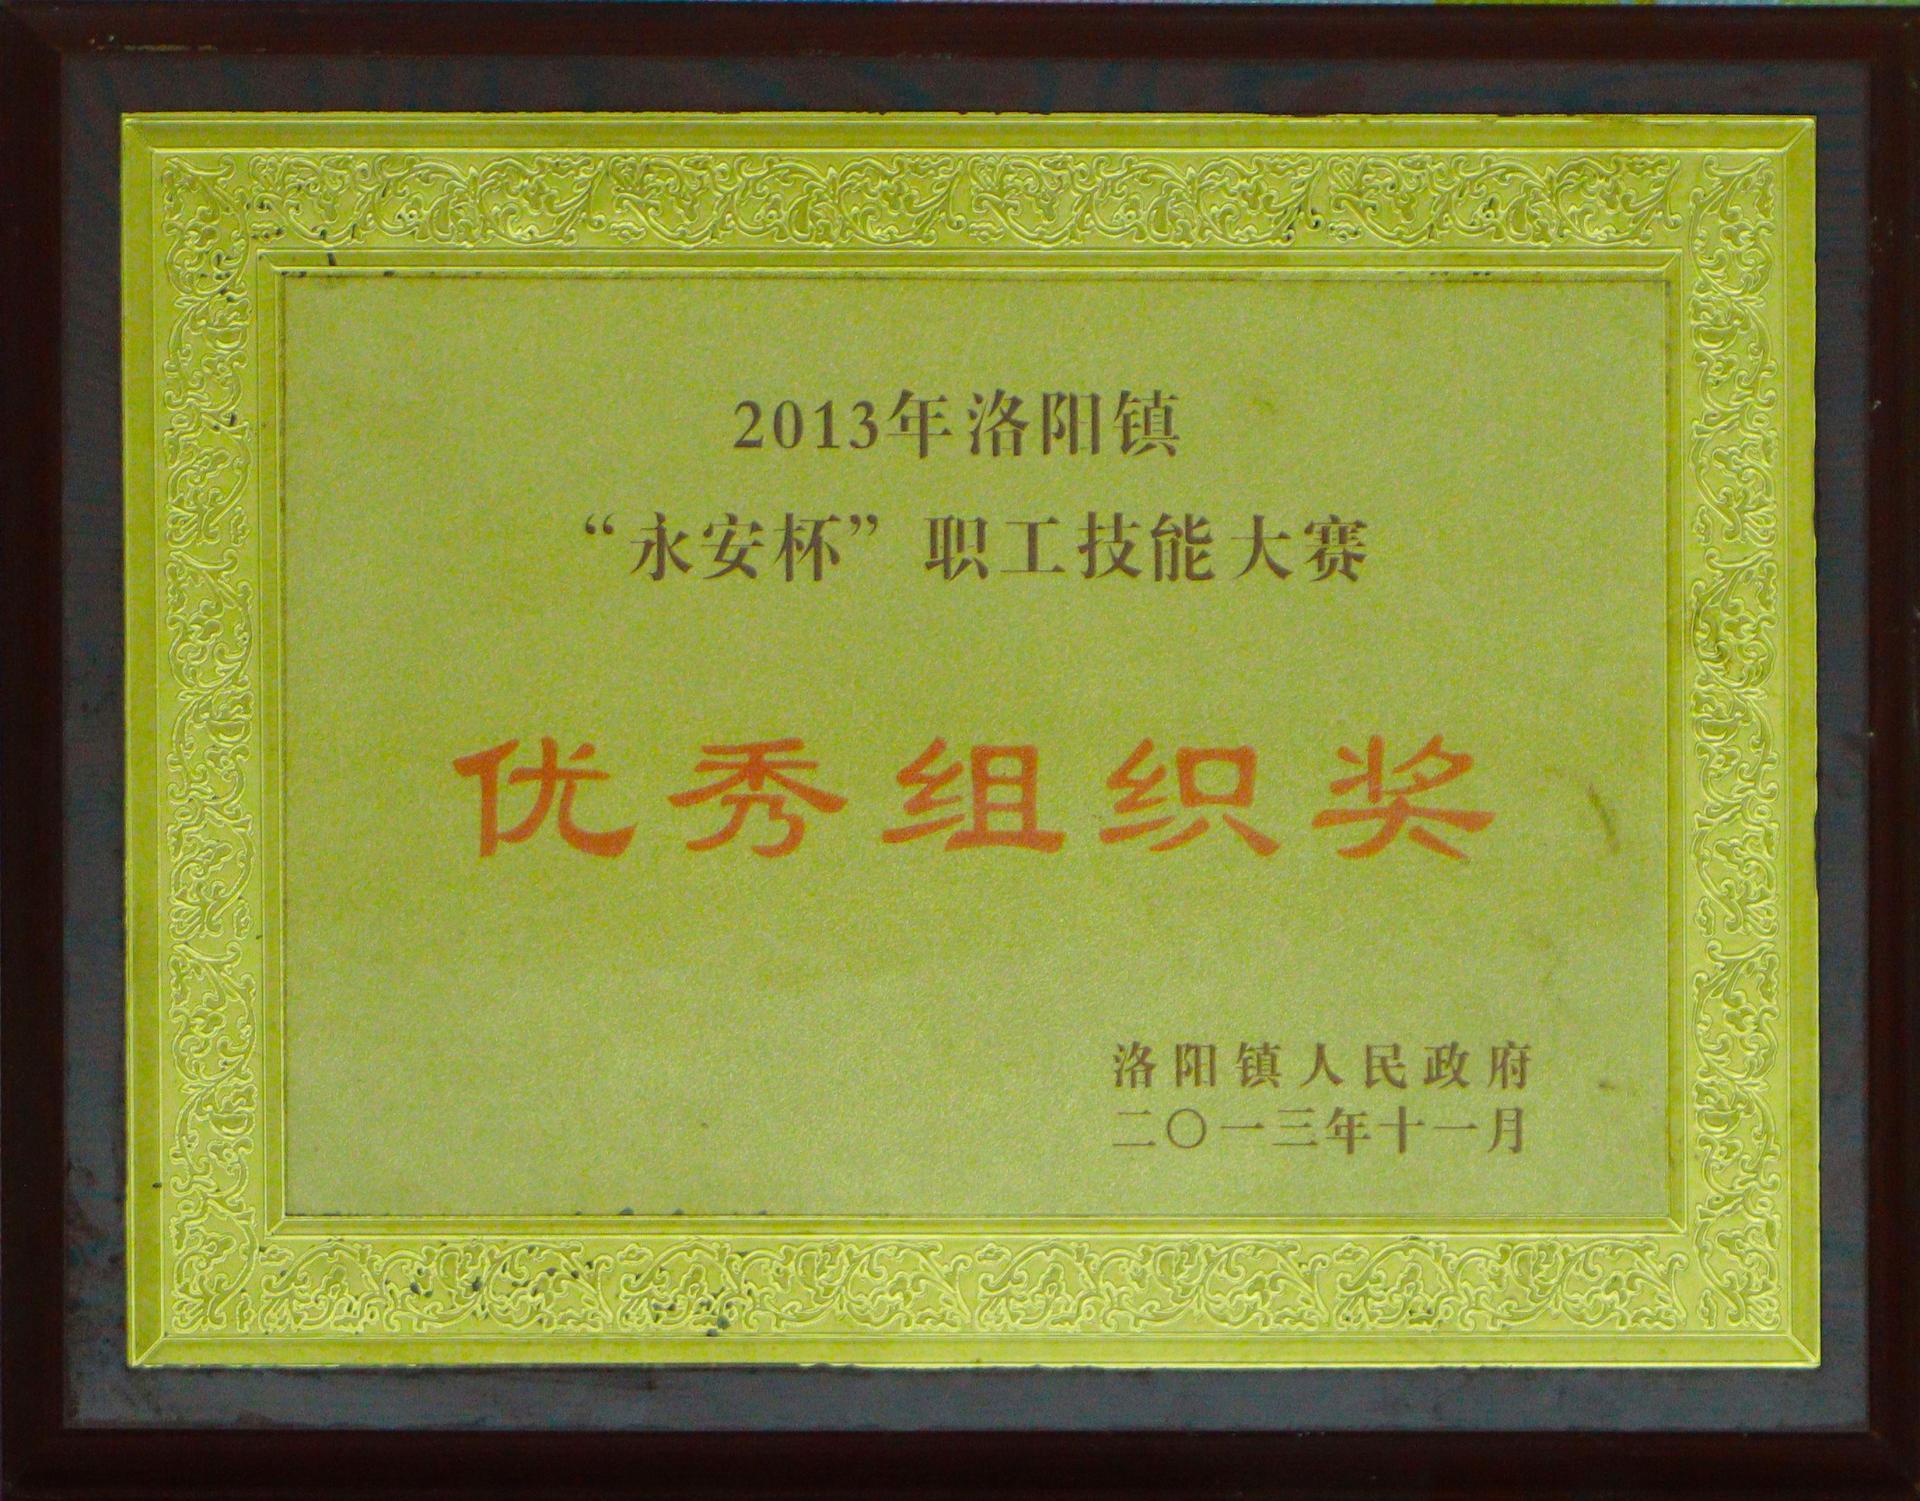 2013年洛阳镇
“永安杯”职工技能大赛
优秀组织奖
洛阳镇人民政府
二〇一三年十一月